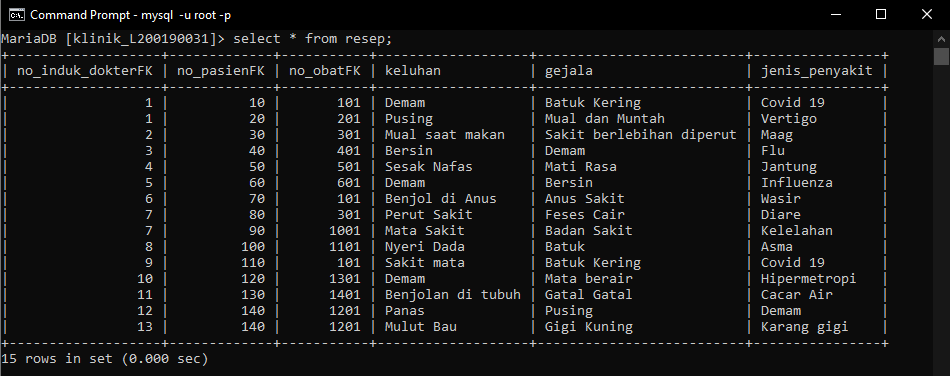 Command Prompt - mysql -u root -p
MariaDB [klinik_L200190031]> select * from resep;
+------------------+-------------+-----------+-------------------+-------------------------+----------------+
| no_induk_dokterFK | no_pasienFK | no_obatFK | keluhan | gejala | jenis_penyakit |
+------------------+-------------+-----------+-------------------+-------------------------+----------------+
| 1 | 10 | 101 | Demam | Batuk Kering | Covid 19 |
| 1 | 20 | 201 | Pusing | Mual dan Muntah | Vertigo |
| 2 | 30 | 301 | Mual saat makan | Sakit berlebihan diperut | Maag |
| 3 | 40 | 401 | Bersin | Demam | Flu |
| 4 | 50 | 501 | Sesak Nafas | Mati Rasa | Jantung |
| 5 | 60 | 601 | Demam | Bersin | Influenza |
| 6 | 70 | 101 | Benjol di Anus | Anus Sakit | Wasir |
| 7 | 80 | 301 | Perut Sakit | Feses Cair | Diare |
| 7 | 90 | 1001 | Mata Sakit | Badan Sakit | Kelelahan |
| 8 | 100 | 1101 | Nyeri Dada | Batuk | Asma |
| 9 | 110 | 101 | Sakit mata | Batuk Kering | Covid 19 |
| 10 | 120 | 1301 | Demam | Mata berair | Hipermetropi |
| 11 | 130 | 1401 | Benjolan di tubuh | Gatal Gatal | Cacar Air |
| 12 | 140 | 1201 | Panas | Pusing | Demam |
| 13 | 140 | 1201 | Mulut Bau | Gigi Kuning | Karang gigi |
+------------------+-------------+-----------+-------------------+-------------------------+----------------+
15 rows in set (0.000 sec)